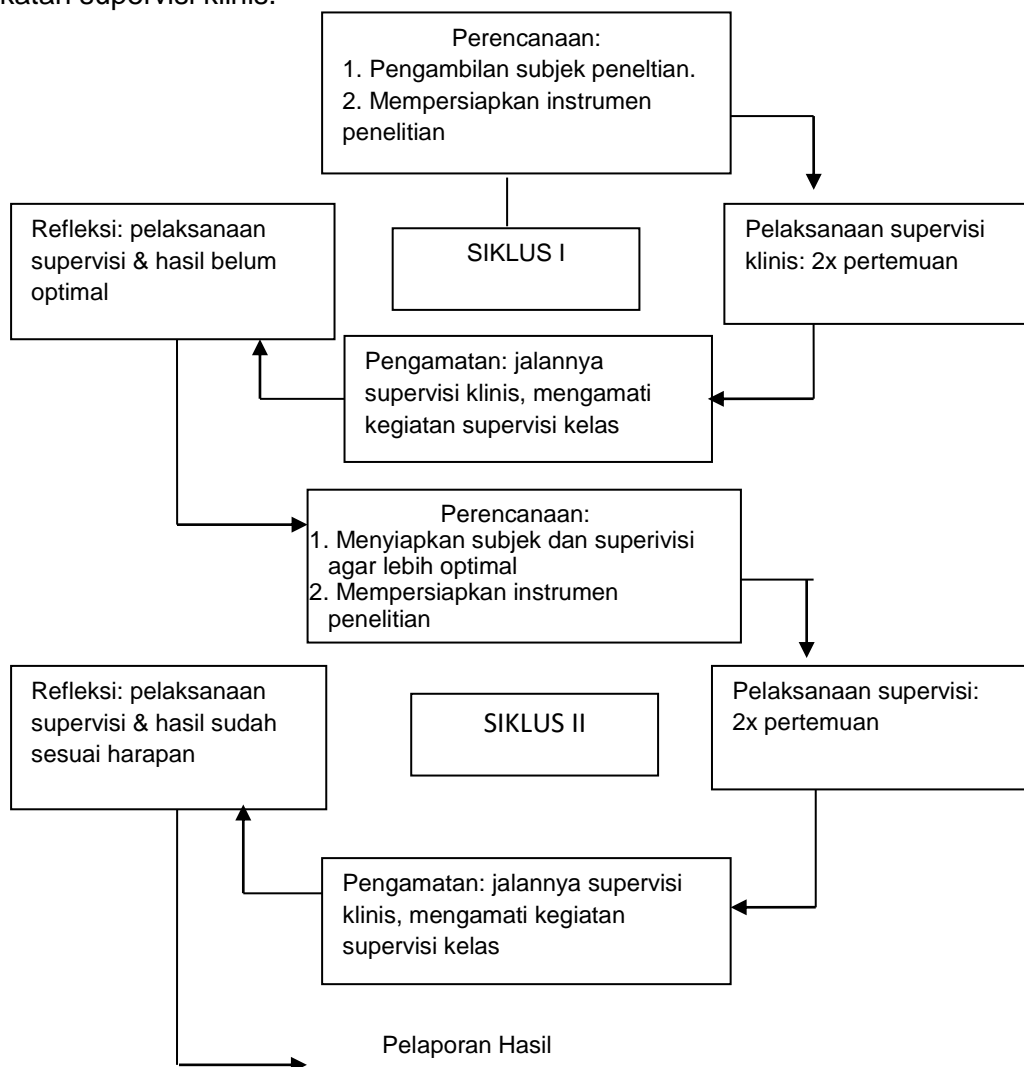 katan supervisi klinis.
Perencanaan:
1. Pengambilan subjek peneltian.
2. Mempersiapkan instrumen
penelitian
Refleksi: pelaksanaan
supervisi & hasil belum
optimal
SIKLUS I
Pelaksanaan supervisi
klinis: 2x pertemuan
Pengamatan: jalannya
supervisi klinis, mengamati
kegiatan supervisi kelas
Perencanaan:
1. Menyiapkan subjek dan superivisi
agar lebih optimal
2. Mempersiapkan instrumen
penelitian
Refleksi: pelaksanaan
supervisi & hasil sudah
sesuai harapan
SIKLUS II
Pelaksanaan supervisi:
2x pertemuan
Pengamatan: jalannya supervisi
klinis, mengamati kegiatan
supervisi kelas
Pelaporan Hasil